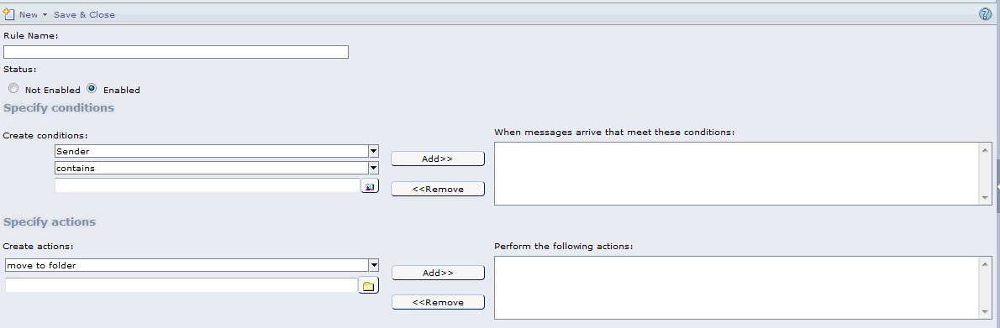 New Save & Close
Rule Name:
Status:
Not Enabled Enabled
Specify conditions
Create conditions:
When messages arrive that meet these conditions:
Sender
Add>>
contains
<<Remove
Specify actions
Create actions:
Perform the following actions:
move to folder
Add>>
<<Remove